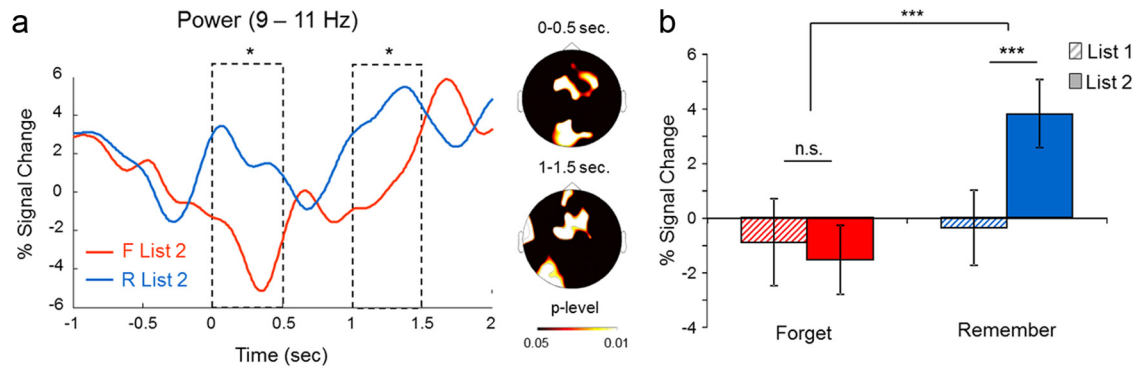 a
Power (9 – 11 Hz)
% Signal Change
6
4
2
0
-2
-4
-6
* *
F List 2
R List 2
-1 -0.5 0 0.5 1 1.5 2
Time (sec)
0-0.5 sec.
1-1.5 sec.
p-level
0.05 0.01
b
***
***
n.s.
List 1
List 2
% Signal Change
6
4
2
0
-2
-4
Forget Remember